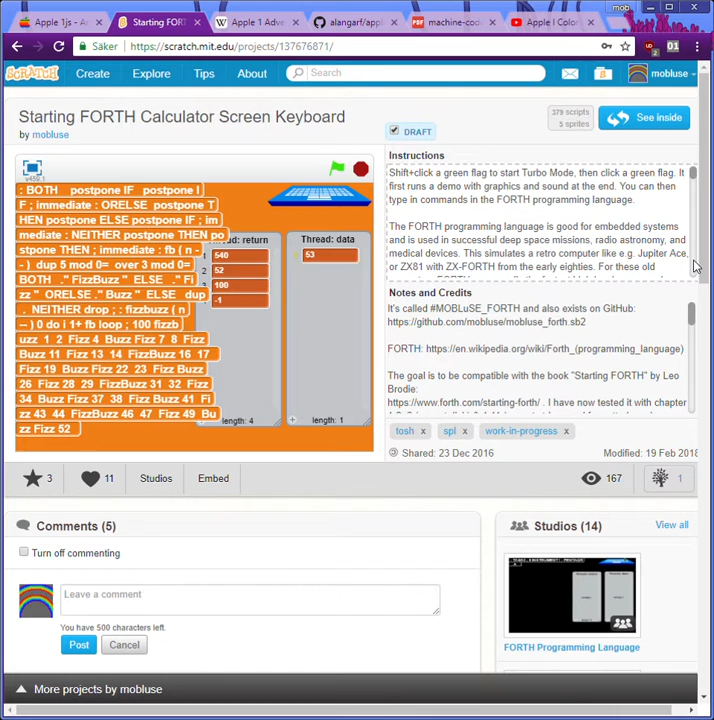 mob
Apple 1js - An
Starting FORT
Apple 1 Adve
alangarf/appl
machine-cod
Apple I Colo
Säker
https://scratch.mit.edu/projects/137676871/
2
01
SCRATCH
Create
Explore
Tips
About
Search
mobluse
Starting FORTH Calculator Screen Keyboard
by mobluse
DRAFT
379 scripts
5 sprites
See inside
v456.1
: BOTH postpone IF postpone I
F ; immediate : ORELSE postpone T
HEN postpone ELSE postpone IF ; im
mediate : NEITHER postpone THEN po
stpone THEN ; immediate : fb ( n -
- ) dup 5 mod 0= over 3 mod 0=
BOTH ." FizzBuzz " ELSE ." Fi
zz " ORELSE ." Buzz " ELSE dup
. NEITHER drop ; : fizzbuzz ( n
-- ) 0 do i 1+ fb loop ; 100 fizzb
uzz 1 2 Fizz 4 Buzz Fizz 7 8 Fizz
Buzz 11 Fizz 13 14 FizzBuzz 16 17
Fizz 19 Buzz Fizz 22 23 Fizz Buzz
26 Fizz 28 29 FizzBuzz 31 32 Fizz
34 Buzz Fizz 37 38 Fizz Buzz 41 Fi
zz 43 44 FizzBuzz 46 47 Fizz 49 Bu
zz Fizz 52
read: return
1 540
2 52
3 100
-1
length: 4
Thread: data
53
length: 1
Instructions
Shift+click a green flag to start Turbo Mode, then click a green flag. It
first runs a demo with graphics and sound at the end. You can then
type in commands in the FORTH programming language.
The FORTH programming language is good for embedded systems
and is used in successful deep space missions, radio astronomy, and
medical devices. This simulates a retro computer like e.g. Jupiter Ace,
or ZX81 with ZX-FORTH from the early eighties. For these old
Notes and Credits
It's called #MOBLuSE_FORTH and also exists on GitHub:
https://github.com/mobluse/mobluse_forth.sb2
FORTH: https://en.wikipedia.org/wiki/Forth_(programming_language)
The goal is to be compatible with the book "Starting FORTH" by Leo
Brodie:
https://www.forth.com/starting-forth/ . I have now tested it with chapter
tosh x
spl x
work-in-progress x
Shared: 23 Dec 2016
Modified: 19 Feb 2018
3
11
Studios
Embed
167
1
Comments (5)
Turn off commenting
Leave a comment
You have 500 characters left.
Post
Cancel
Studios (14)
View all
FORTH Programming Language
More projects by mobluse